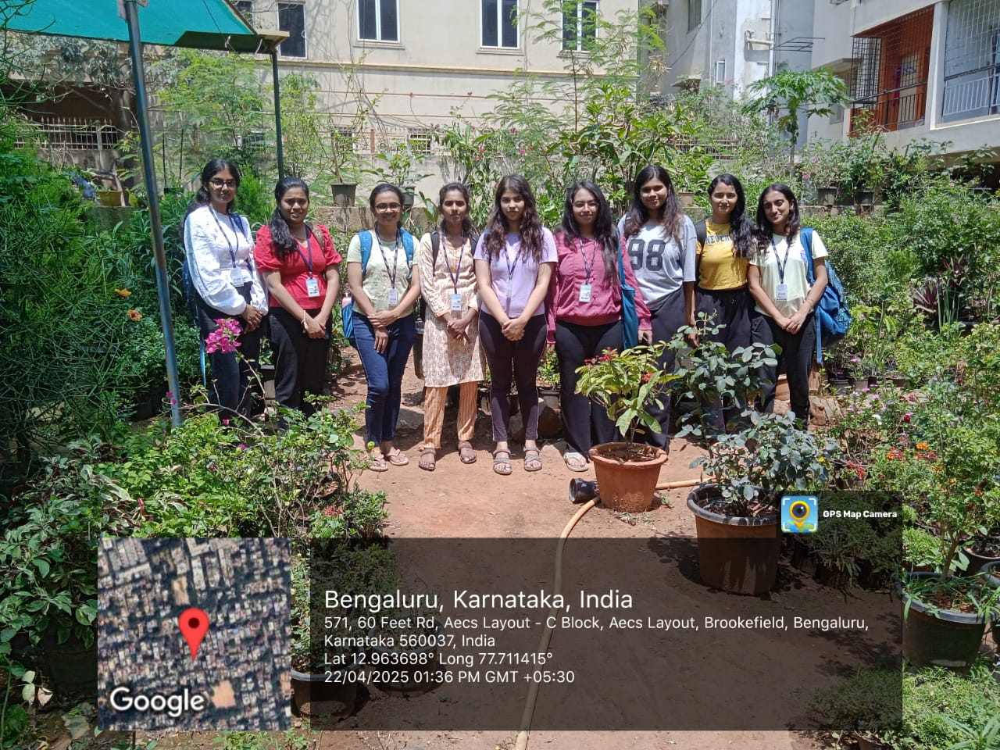 NEVER
98
GPS Map Camera
Bengaluru, Karnataka, India
571, 60 Feet Rd, Aecs Layout - C Block, Aecs Layout, Brookefield, Bengaluru,
Karnataka 560037, India
Lat 12.963698° Long 77.711415°
22/04/2025 01:36 PM GMT +05:30
Google